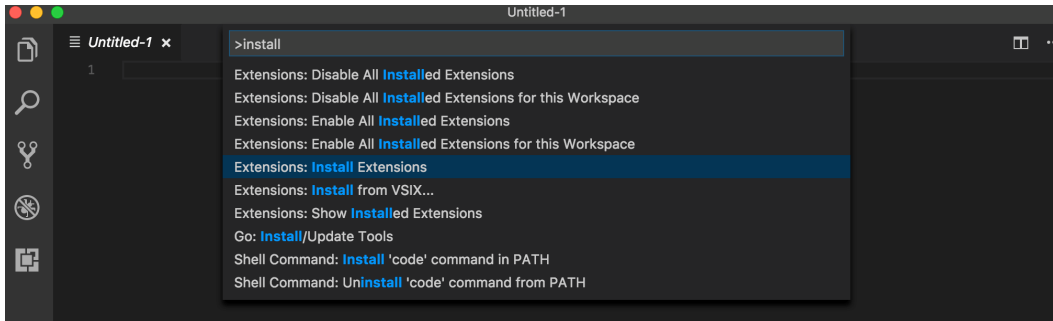 Untitled-1
Untitled-1
>install
1
Extensions: Disable All Installed Extensions
Extensions: Disable All Installed Extensions for this Workspace
Extensions: Enable All Installed Extensions
Extensions: Enable All Installed Extensions for this Workspace
Extensions: Install Extensions
Extensions: Install from VSIX...
Extensions: Show Installed Extensions
Go: Install/Update Tools
Shell Command: Install 'code' command in PATH
Shell Command: Uninstall 'code' command from PATH